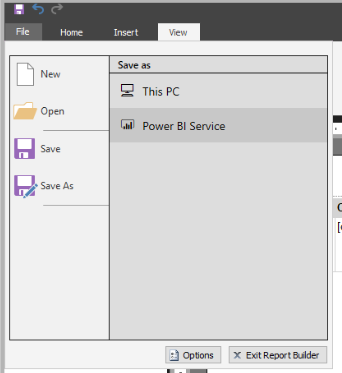 File Home Insert View
Save as
New
This PC
Open
Power BI Service
Save
Save As
Options Exit Report Builder